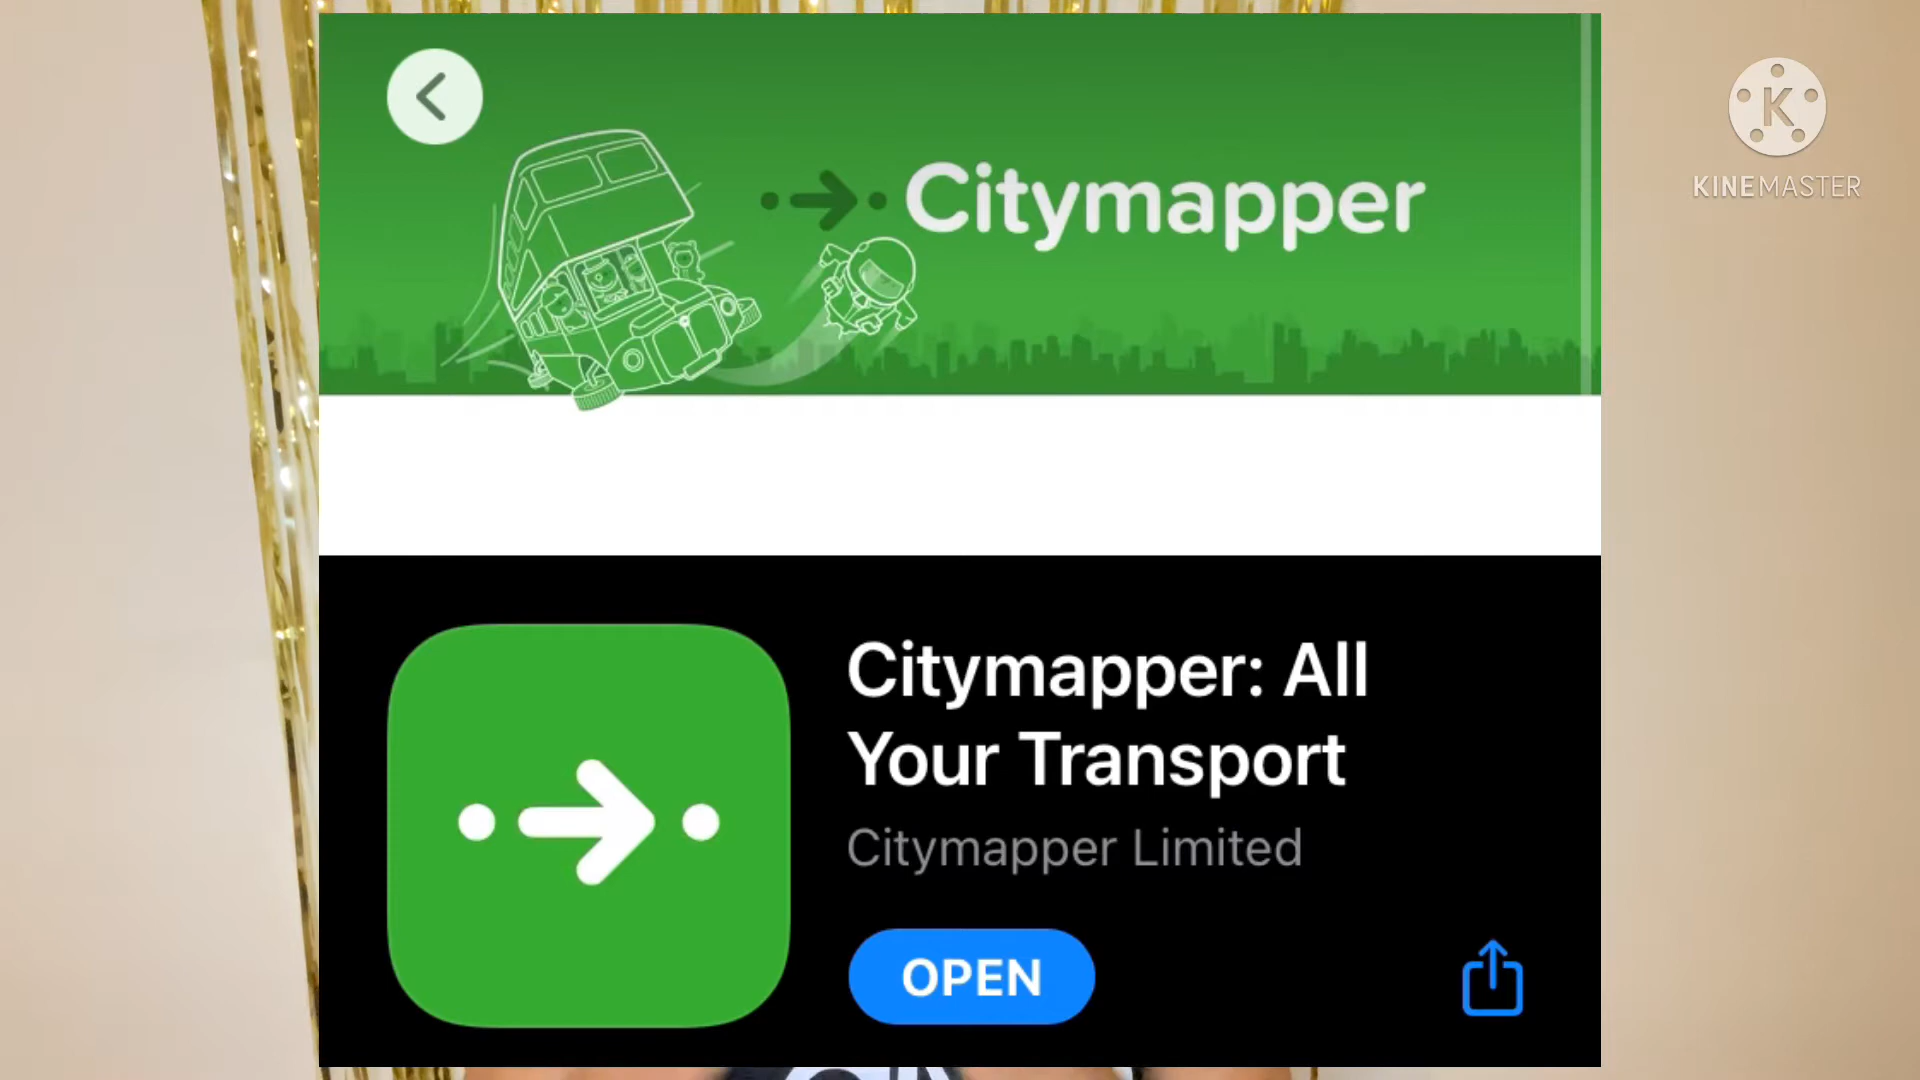 Citymapper
K
KINEMASTER
Citymapper: All
Your Transport
Citymapper Limited
OPEN